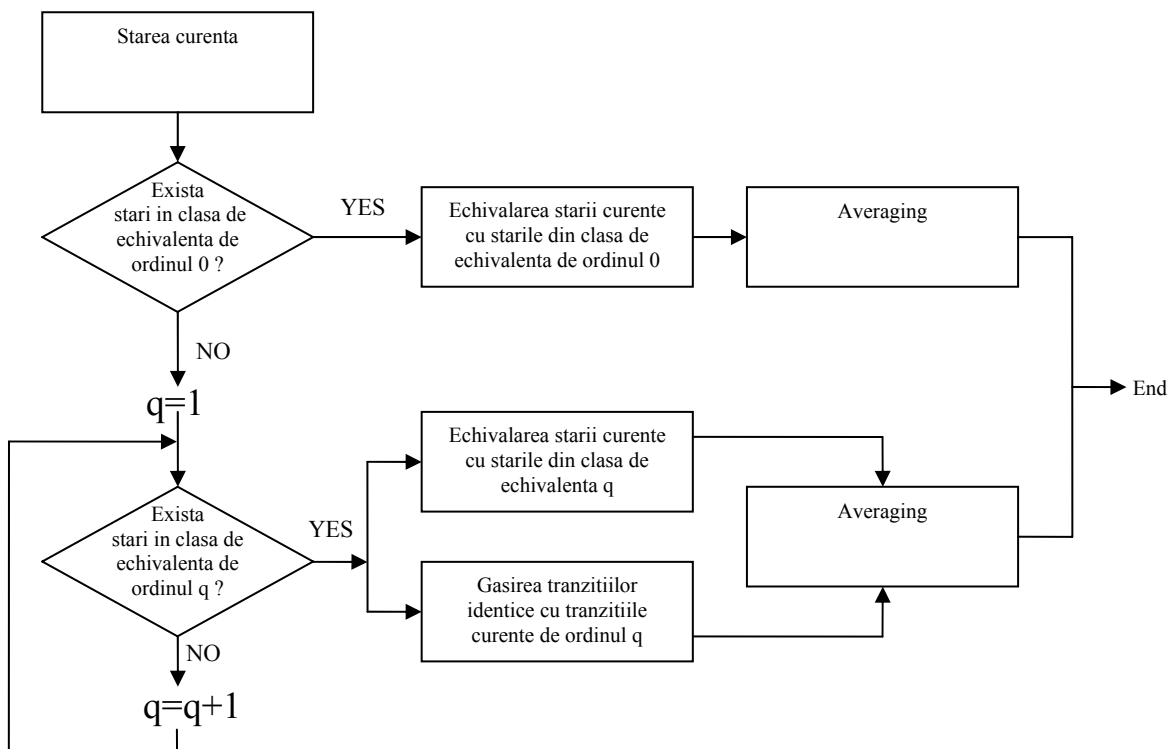 Starea curenta
Exista
stari in clasa de
echivalenta de
ordinul 0 ?
YES
Echivalarea starii curente
cu starile din clasa de
echivalenta de ordinul 0
Averaging
NO
End
q=1
Exista
stari in clasa de
echivalenta de
ordinul q ?
YES
Echivalarea starii curente
cu starile din clasa de
echivalenta q
Averaging
Gasirea tranzitiilor
identice cu tranzitiile
curente de ordinul q
NO
q=q+1